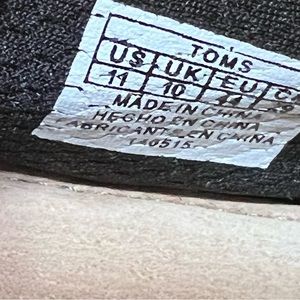 TOMS
US UK EU C
11 10 44
MADE IN CHINA
HECHO EN CHINA
FABRICANT EN CHINA
140515